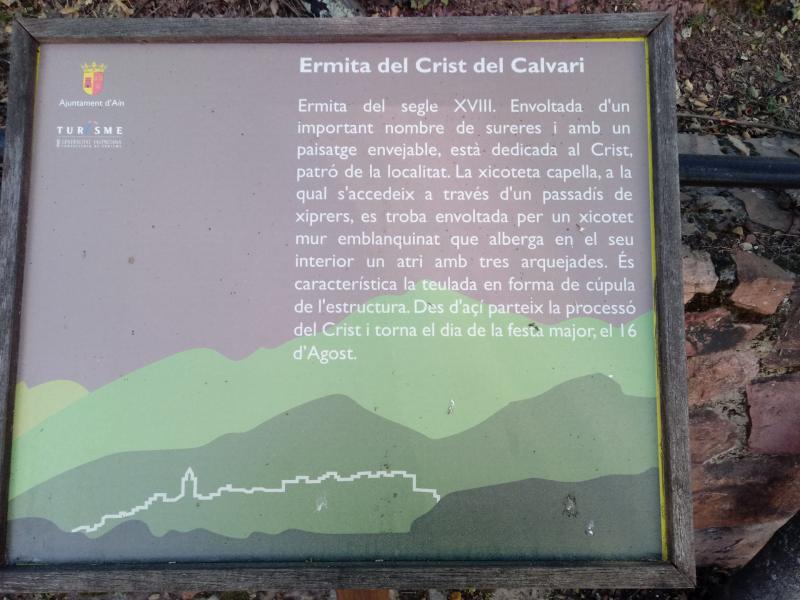 Ermita del Crist del Calvari
Ajuntament d'Aín
TURISME
Ermita del segle XVIII. Envoltada d'un
important nombre de sureres i amb un
paisatge envejable, està dedicada al Crist,
patró de la localitat. La xicoteta capella, a la
qual s'accedeix a través d'un passadís de
xiprers, es troba envoltada per un xicotet
mur emblanquinat que alberga en el seu
interior un atri amb tres arquejades. És
característica la teulada en forma de cúpula
de l'estructura. Des d'açí parteix la processó
del Crist i torna el dia de la festa major, el 16
d'Agost.